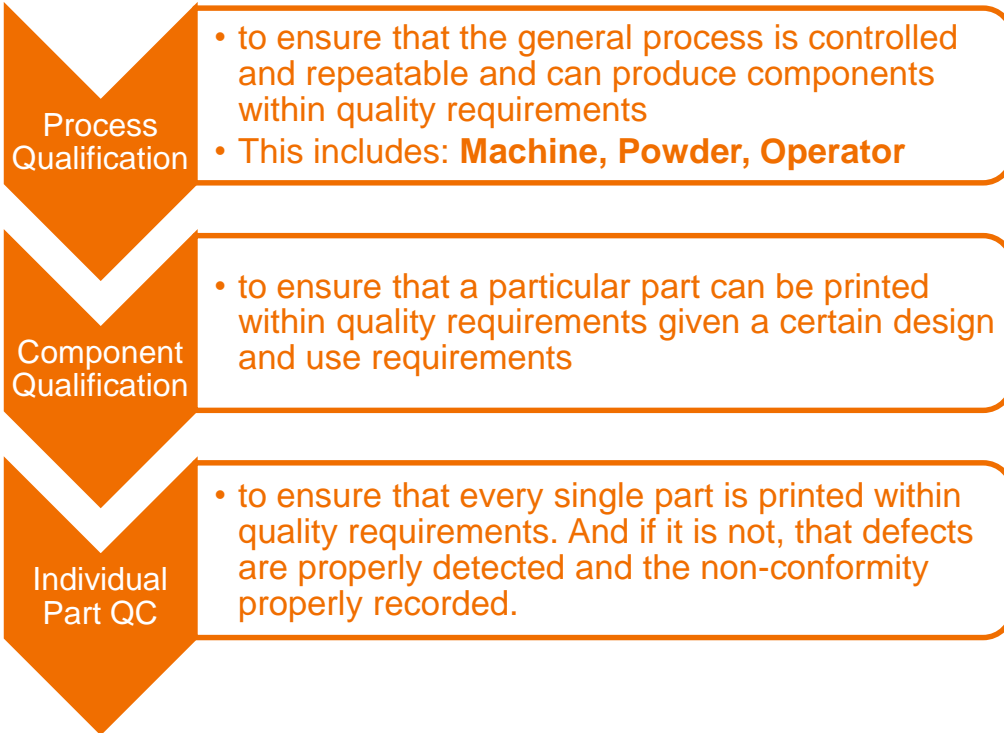 Process
Qualification
• to ensure that the general process is controlled
and repeatable and can produce components
within quality requirements
• This includes: Machine, Powder, Operator
Component
Qualification
• to ensure that a particular part can be printed
within quality requirements given a certain design
and use requirements
Individual
Part QC
• to ensure that every single part is printed within
quality requirements. And if it is not, that defects
are properly detected and the non-conformity
properly recorded.